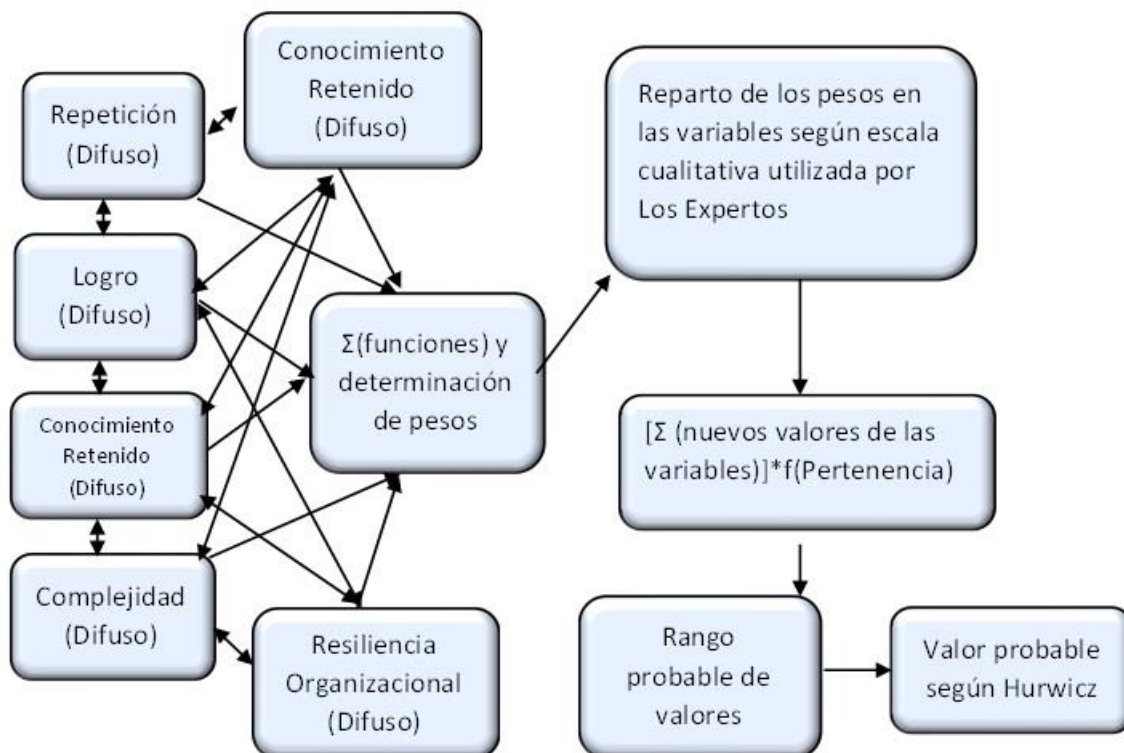 Conocimiento
Retenido
(Difuso)
Repetición
(Difuso)
Logro
(Difuso)
Conocimiento
Retenido
(Difuso)
Complejidad
(Difuso)
Resiliencia
Organizacional
(Difuso)
Σ(funciones) y
determinación
de pesos
Reparto de los pesos en
las variables según escala
cualitativa utilizada por
Los Expertos
[Σ (nuevos valores de las
variables)]*f(Pertenencia)
Rango
probable de
valores
Valor probable
según Hurwicz